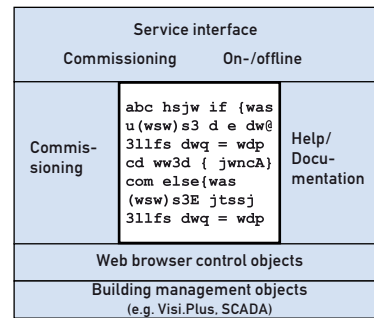 Service interface
Commissioning On-/offline
Commis-
sioning
abc hsjw if {was
u(wsw)s3 d e dw@
3llfs dwq = wdp
cd ww3d { jwncA}
com else{was
(wsw)s3E jtssj
3llfs dwq = wdp
Help/
Docu-
mentation
Web browser control objects
Building management objects
(e.g. Visi.Plus, SCADA)